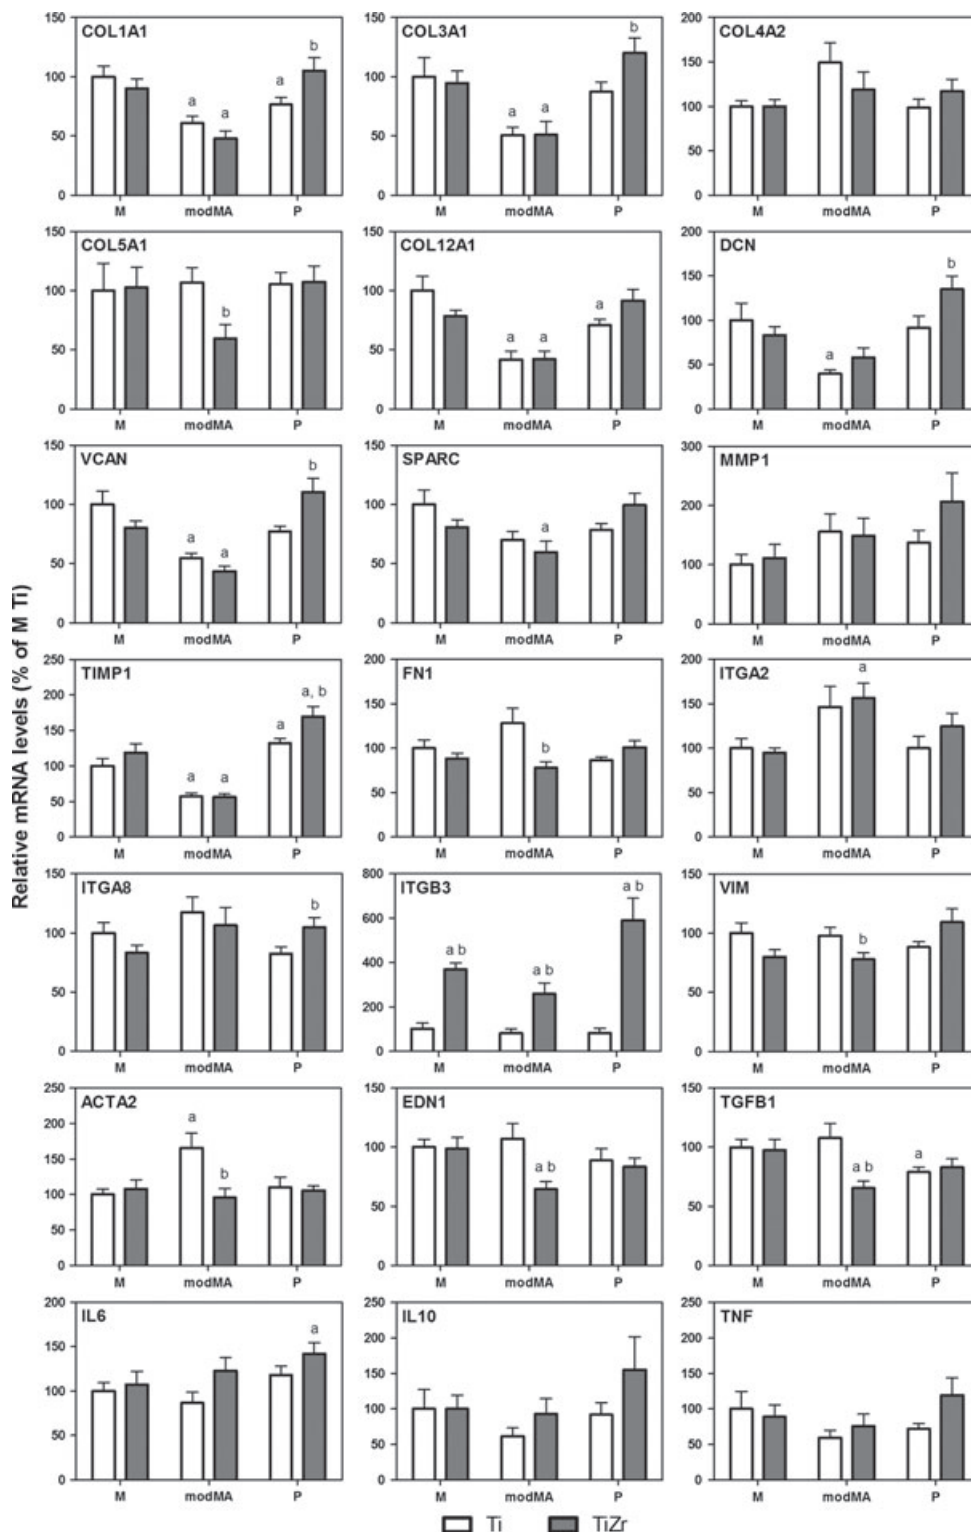 Relative mRNA levels (% of M Ti)
COL1A1
150
100
50
0
a
a
a
b
M modMA P
COL3A1
150
100
50
0
a
a
b
M modMA P
COL4A2
200
150
100
50
0
M modMA P
COL5A1
150
100
50
0
b
M modMA P
COL12A1
150
100
50
0
a
a
a
M modMA P
DCN
200
150
100
50
0
a
b
M modMA P
VCAN
150
100
50
0
a
a
b
M modMA P
SPARC
150
100
50
0
a
M modMA P
MMP1
300
200
100
0
M modMA P
TIMP1
250
200
150
100
50
0
a
a
a
a, b
M modMA P
FN1
200
150
100
50
0
b
M modMA P
ITGA2
200
150
100
50
0
a
M modMA P
ITGA8
150
100
50
0
b
M modMA P
ITGB3
800
600
400
200
0
a b
a b
a b
M modMA P
VIM
150
100
50
0
b
M modMA P
ACTA2
250
200
150
100
50
0
a
b
M modMA P
EDN1
150
100
50
0
a b
M modMA P
TGFB1
150
100
50
0
a b
a
M modMA P
IL6
200
150
100
50
0
a
M modMA P
IL10
250
200
150
100
50
0
M modMA P
TNF
250
200
150
100
50
0
M modMA P
Ti TiZr